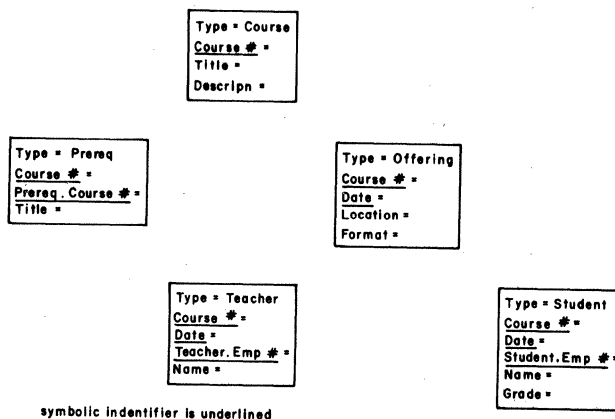 Type = Course
Course # =
Title =
Descripn =
Type = Prereq
Course # =
Prereq. Course # =
Title =
Type = Offering
Course # =
Date =
Location =
Format =
Type = Teacher
Course # =
Date =
Teacher. Emp # =
Name =
Type = Student
Course # =
Date =
Student. Emp # =
Name =
Grade =
symbolic indentifier is underlined